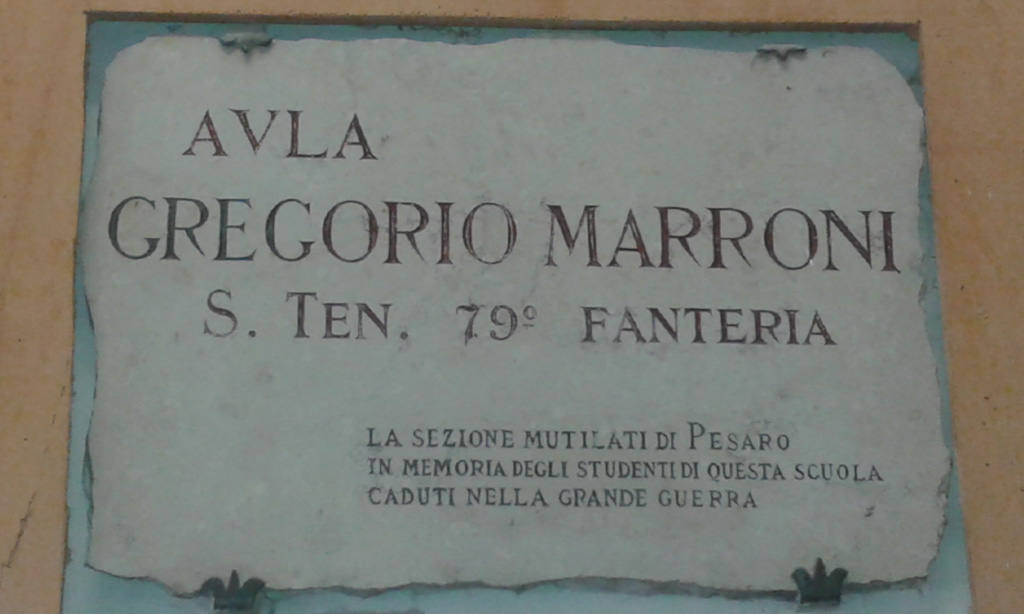 AVLA
GREGORIO MARRONI
S. TEN. 79º FANTERIA
LA SEZIONE MUTILATI DI PESARO
IN MEMORIA DEGLI STUDENTI DI QUESTA SCUOLA
CADUTI NELLA GRANDE GUERRA